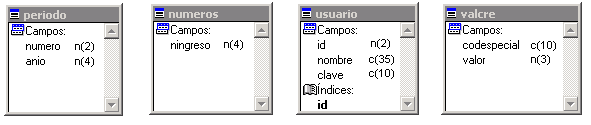 periodo
Campos:
numero n(2)
anio n(4)
numeros
Campos:
ningreso n(4)
usuario
Campos:
id n(2)
nombre c(35)
clave c(10)
Índices:
id
valcre
Campos:
codespecial c(10)
valor n(3)